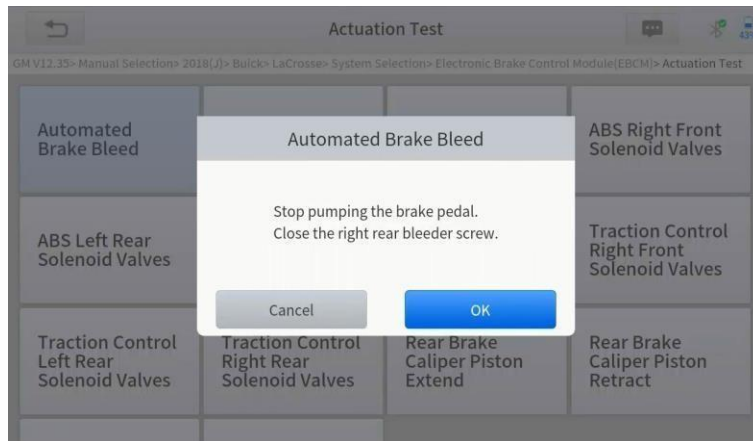 Actuation Test
43%
GM V12.35> Manual Selection> 2018(J)> Buick> LaCrosse> System Selection> Electronic Brake Control Module(EBCM)> Actuation Test
Automated
Brake Bleed
ABS Right Front
Solenoid Valves
Automated Brake Bleed
Stop pumping the brake pedal.
Close the right rear bleeder screw.
Cancel
OK
ABS Left Rear
Solenoid Valves
Traction Control
Right Front
Solenoid Valves
Traction Control
Left Rear
Solenoid Valves
Traction Control
Right Rear
Solenoid Valves
Rear Brake
Caliper Piston
Extend
Rear Brake
Caliper Piston
Retract